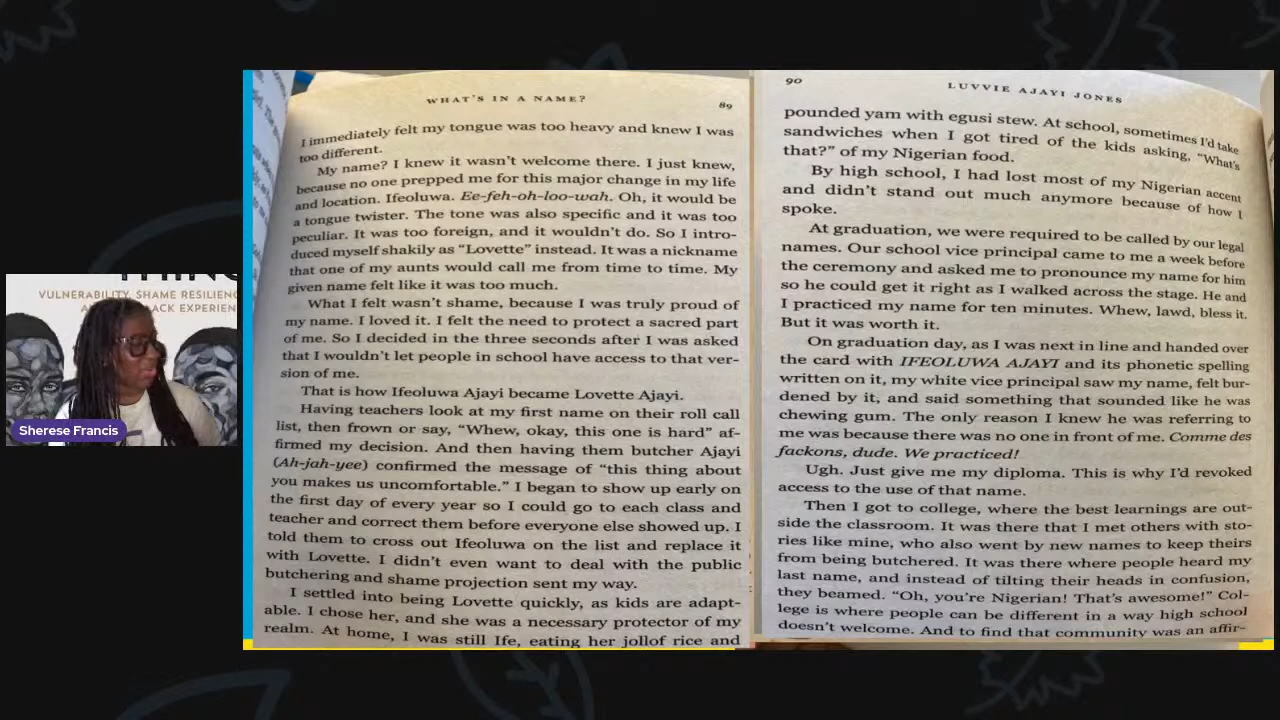 VULNERABILITY, SHAME RESILIENC
ACK EXPERIEN
Sherese Francis
WHAT'S IN A NAME?
89
I immediately felt my tongue was too heavy and knew I was
too different.
My name? I knew it wasn't welcome there. I just knew,
because no one prepped me for this major change in my life
and location. Ifeoluwa. Ee-feh-oh-loo-wah. Oh, it would be
a tongue twister. The tone was also specific and it was too
peculiar. It was too foreign, and it wouldn't do. So I intro-
duced myself shakily as "Lovette" instead. It was a nickname
that one of my aunts would call me from time to time. My
given name felt like it was too much.
What I felt wasn't shame, because I was truly proud of
my name. I loved it. I felt the need to protect a sacred part
of me. So I decided in the three seconds after I was asked
that I wouldn't let people in school have access to that ver-
sion of me.
That is how Ifeoluwa Ajayi became Lovette Ajayi.
Having teachers look at my first name on their roll call
list, then frown or say, "Whew, okay, this one is hard" af-
firmed my decision. And then having them butcher Ajayi
(Ah-jah-yee) confirmed the message of "this thing about
you makes us uncomfortable." I began to show up early on
the first day of every year so I could go to each class and
teacher and correct them before everyone else showed up. I
told them to cross out Ifeoluwa on the list and replace it
with Lovette. I didn't even want to deal with the public
butchering and shame projection sent my way.
I settled into being Lovette quickly, as kids are adapt-
able. I chose her, and she was a necessary protector of my
realm. At home, I was still Ife, eating her jollof rice and
90
LUVVIE AJAYI JONES
pounded yam with egusi stew. At school, sometimes I'd take
sandwiches when I got tired of the kids asking, "What's
that?" of my Nigerian food.
By high school, I had lost most of my Nigerian accent
and didn't stand out much anymore because of how I
spoke.
At graduation, we were required to be called by our legal
names. Our school vice principal came to me a week before
the ceremony and asked me to pronounce my name for him
so he could get it right as I walked across the stage. He and
I practiced my name for ten minutes. Whew, lawd, bless it.
But it was worth it.
On graduation day, as I was next in line and handed over
the card with IFEOLUWA AJAYI and its phonetic spelling
written on it, my white vice principal saw my name, felt bur-
dened by it, and said something that sounded like he was
chewing gum. The only reason I knew he was referring to
me was because there was no one in front of me. Comme des
fackons, dude. We practiced!
Ugh. Just give me my diploma. This is why I'd revoked
access to the use of that name.
Then I got to college, where the best learnings are out-
side the classroom. It was there that I met others with sto-
ries like mine, who also went by new names to keep theirs
from being butchered. It was there where people heard my
last name, and instead of tilting their heads in confusion,
they beamed. "Oh, you're Nigerian! That's awesome!" Col-
lege is where people can be different in a way high school
doesn't welcome. And to find that community was an affir-